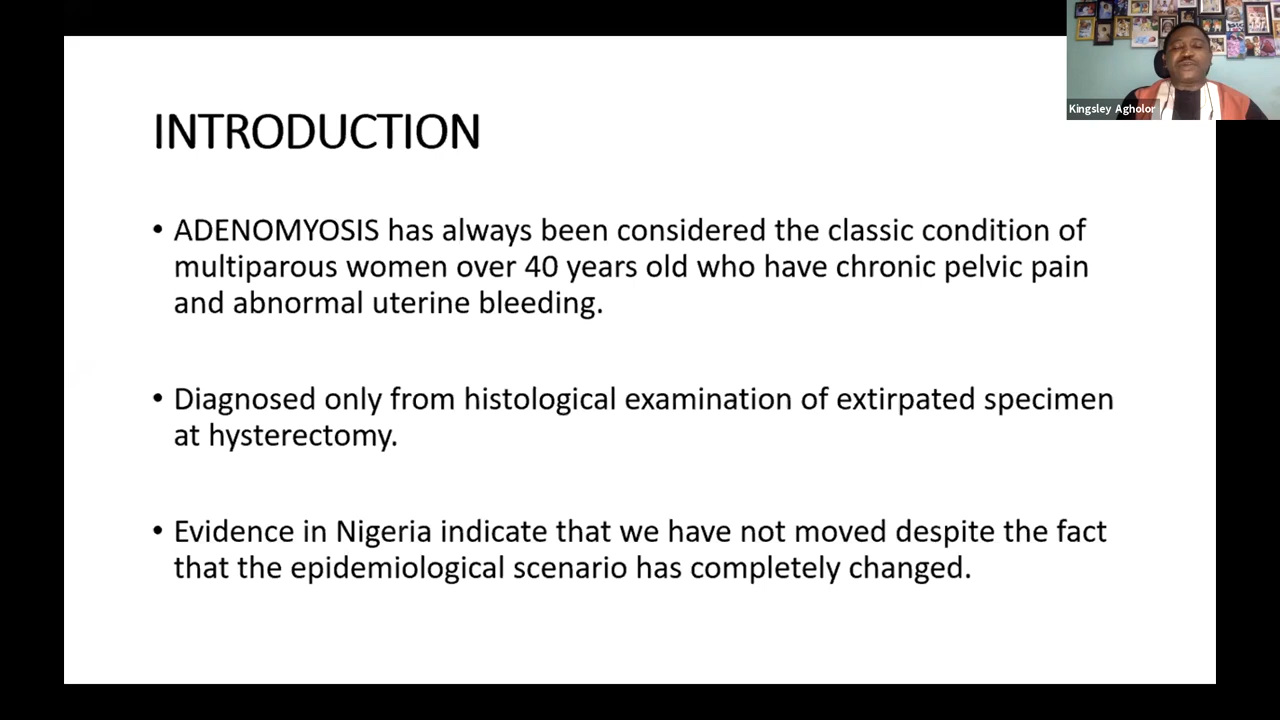 Kingsley Agholor
INTRODUCTION
• ADENOMYOSIS has always been considered the classic condition of
multiparous women over 40 years old who have chronic pelvic pain
and abnormal uterine bleeding.
• Diagnosed only from histological examination of extirpated specimen
at hysterectomy.
• Evidence in Nigeria indicate that we have not moved despite the fact
that the epidemiological scenario has completely changed.